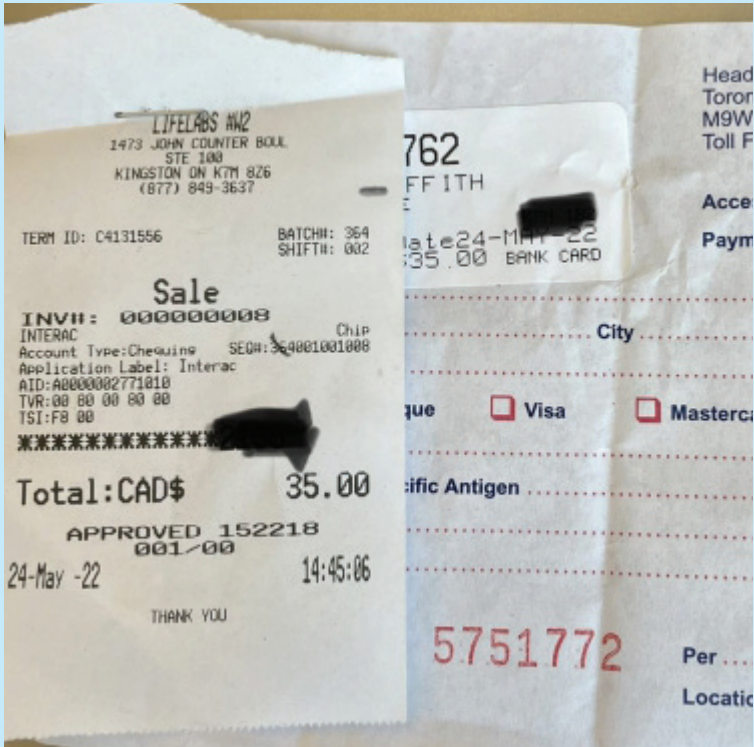 LIFELABS #W2
1473 JOHN COUNTER BOUL
STE 100
KINGSTON ON K7M 8Z6
(877) 849-3637
TERM ID: C4131556
BATCH#: 364
SHIFT#: 002
Sale
INV#: 000000008
INTERAC
Chip
Account Type:Chequing
SEQ#:364001001008
Application Label: Interac
AID:A0000002771010
TVR:00 80 00 80 00
TSI:F8 00
Total:CAD$ 35.00
APPROVED 152218
001/00
24-May -22 14:45:06
THANK YOU
762
FFITH
E
ate24-MAY-22
$35.00 BANK CARD
Head
Toron
M9W
Toll F
Acce
Paym
City
que
Visa
Masterca
ific Antigen
5751772
Per
Locatio